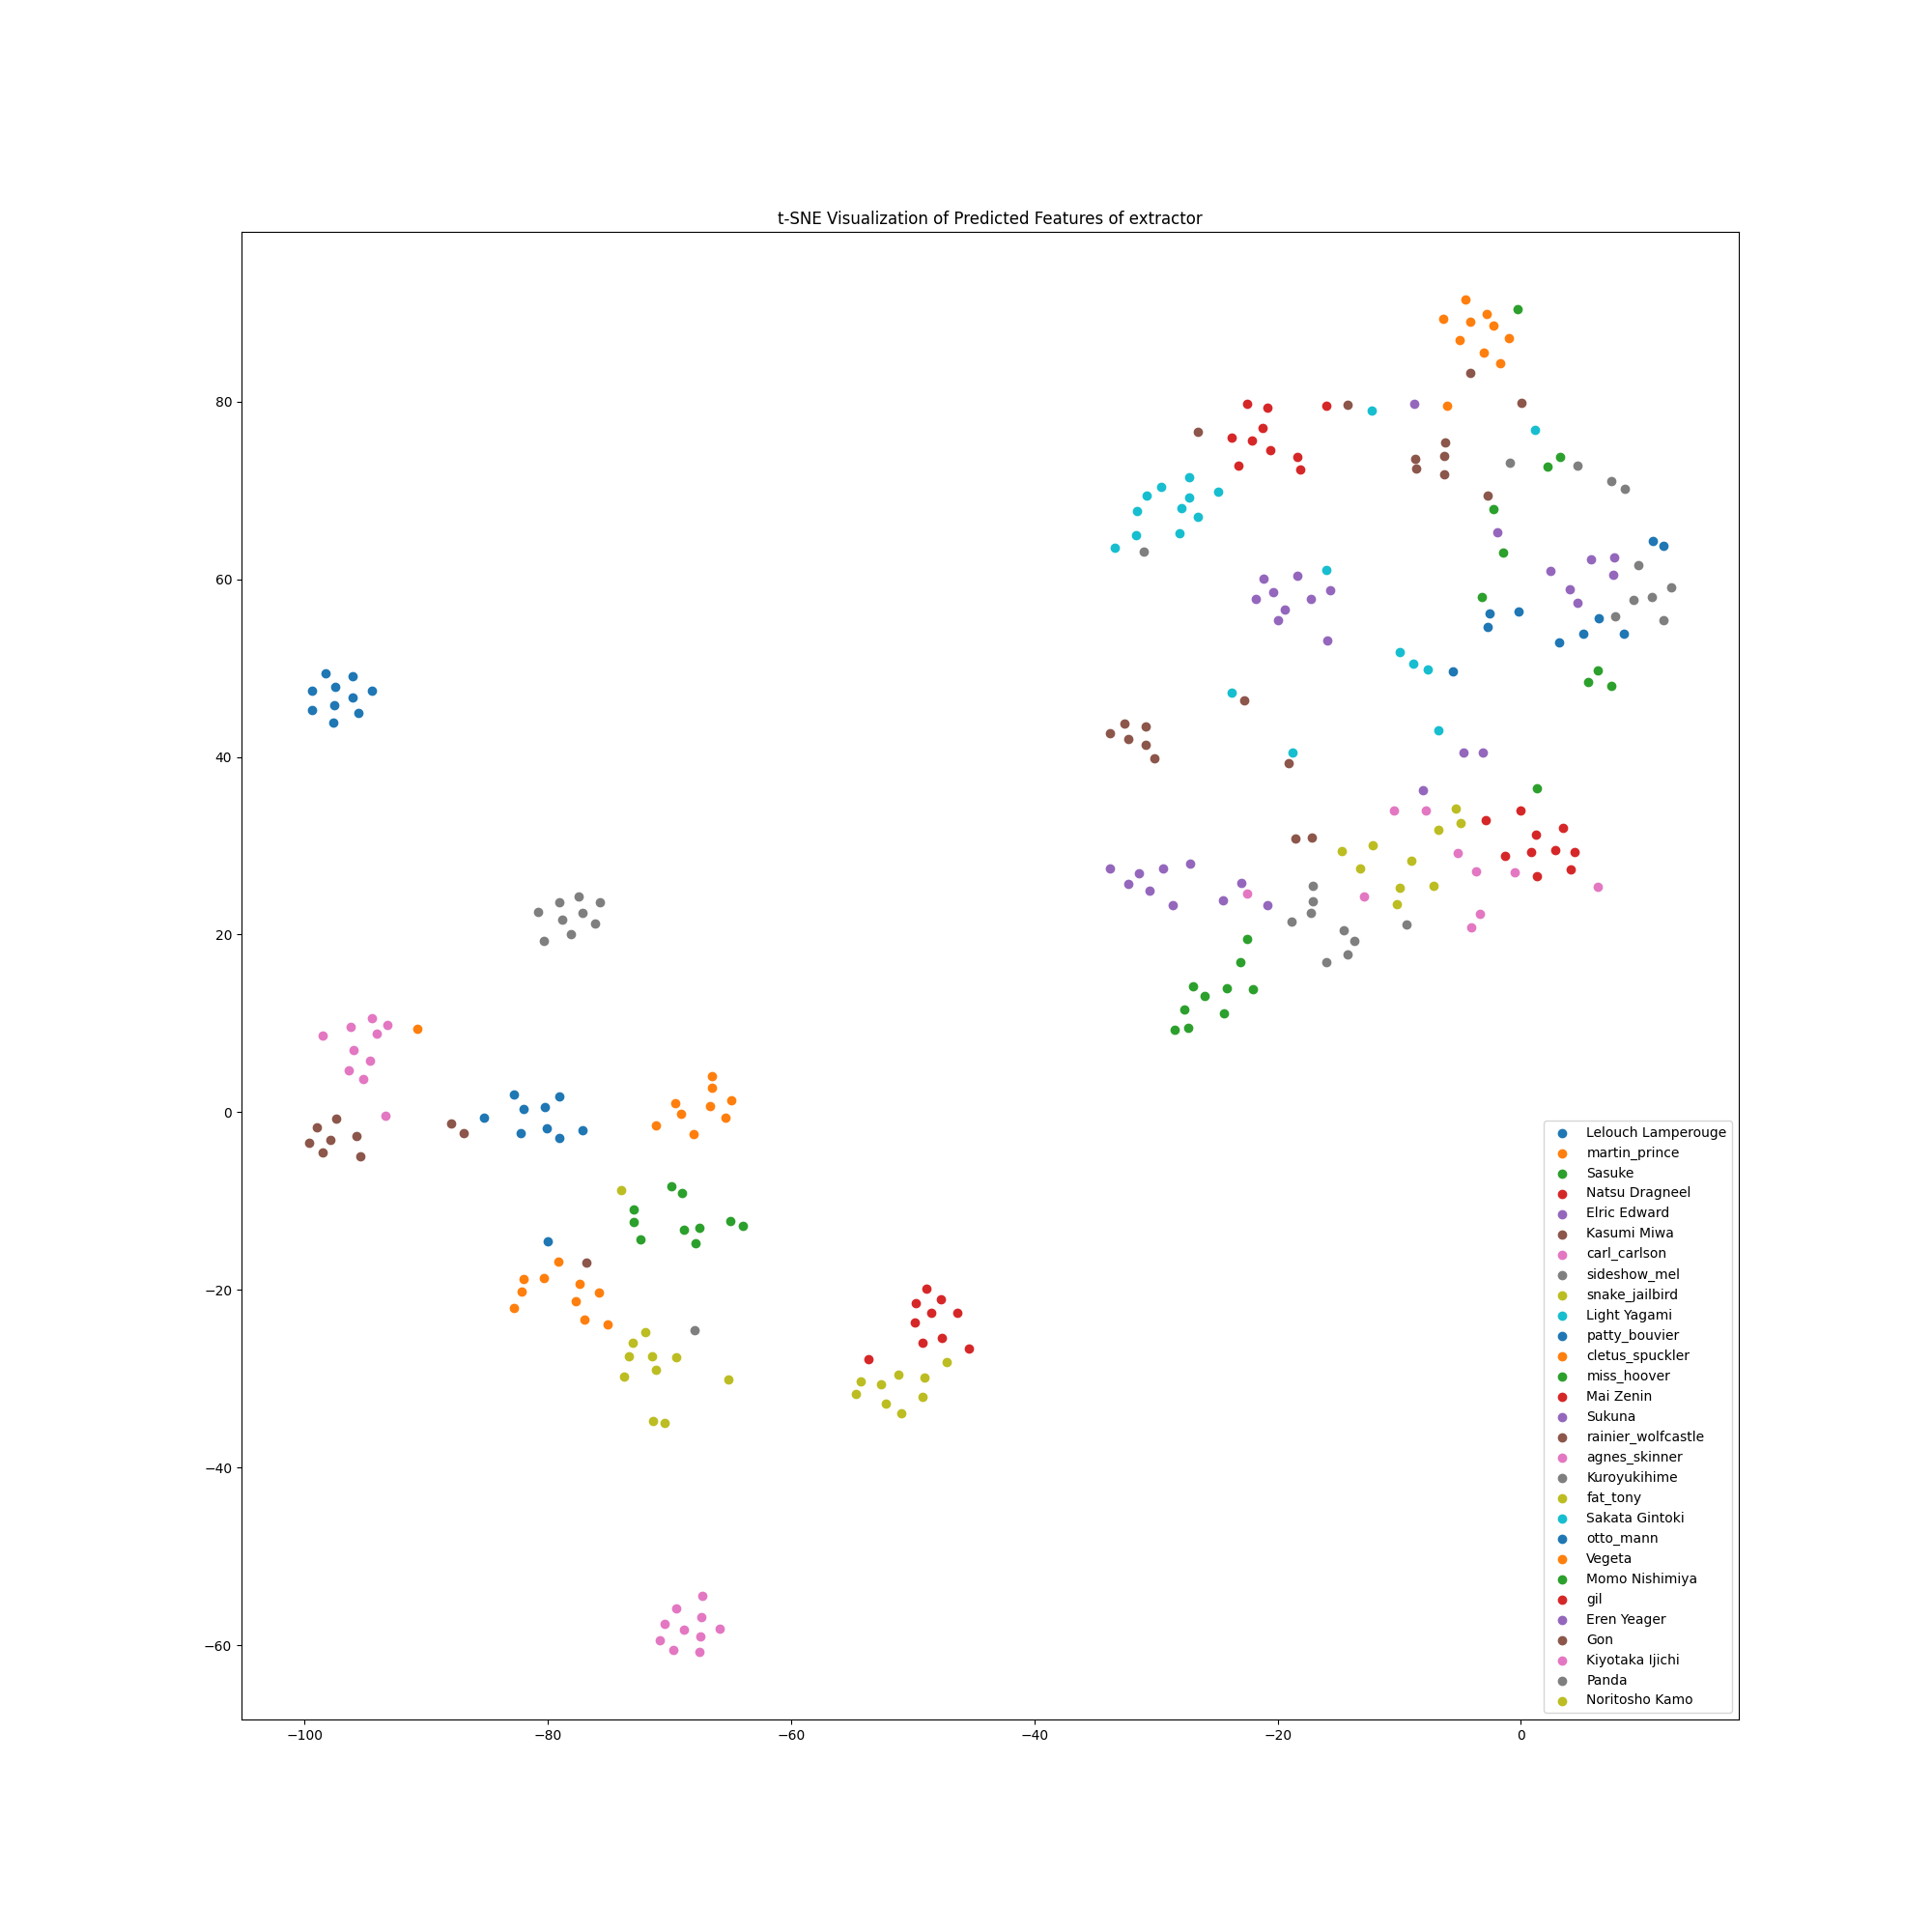 t-SNE Visualization of Predicted Features of extractor
80
60
40
20
0
−20
−40
−60
−100
−80
−60
−40
−20
0
Lelouch Lamperouge
martin_prince
Sasuke
Natsu Dragneel
Elric Edward
Kasumi Miwa
carl_carlson
sideshow_mel
snake_jailbird
Light Yagami
patty_bouvier
cletus_spuckler
miss_hoover
Mai Zenin
Sukuna
rainier_wolfcastle
agnes_skinner
Kuroyukihime
fat_tony
Sakata Gintoki
otto_mann
Vegeta
Momo Nishimiya
gil
Eren Yeager
Gon
Kiyotaka Ijichi
Panda
Noritosho Kamo